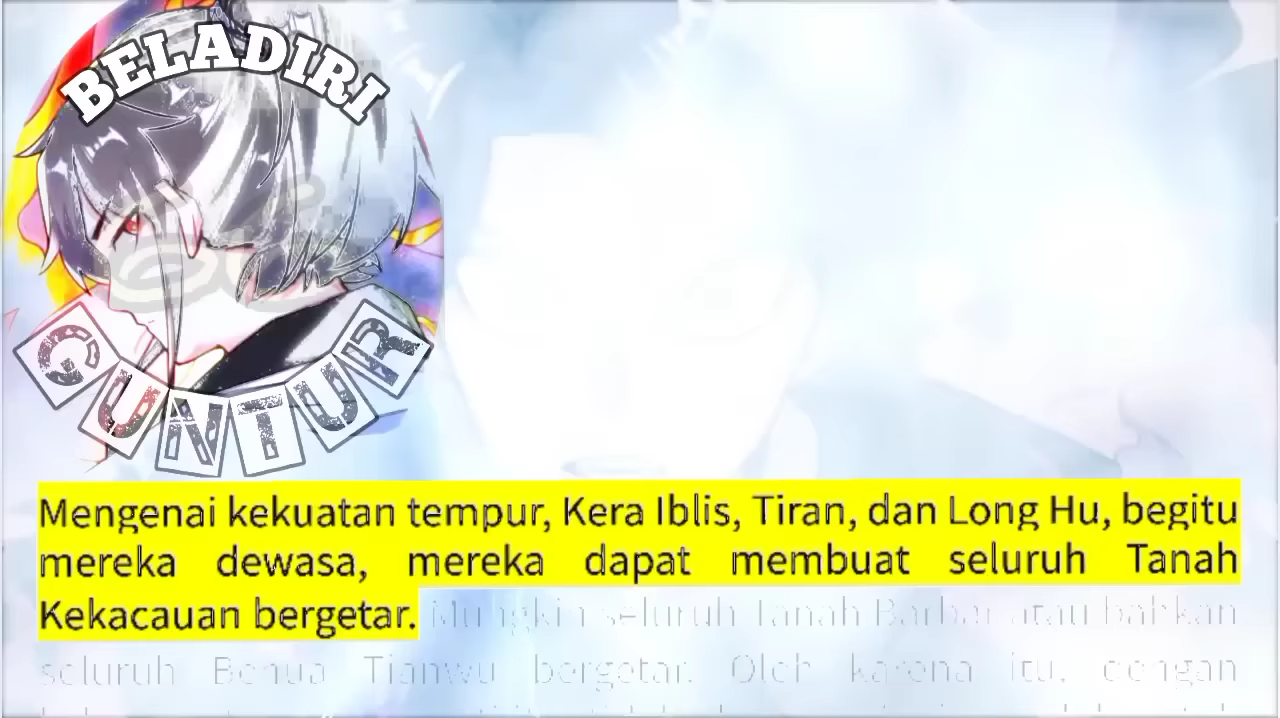 BELADIRI
GUNTUR
Mengenai kekuatan tempur, Kera Iblis, Tiran, dan Long Hu, begitu
mereka dewasa, mereka dapat membuat seluruh Tanah
Kekacauan bergetar. Mungkin seluruh Tanah Barbar atau bahkan
seluruh Benua Tianwu bergetar. Oleh karena itu, dengan